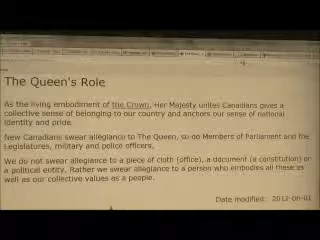 The Queen's Role
As the living embodiment of the Crown, Her Majesty unites Canadians gives a
collective sense of belonging to our country and anchors our sense of national
identity and pride.
New Canadians swear allegiance to The Queen, so do Members of Parliament and the
Legislatures, military and police officers.
We do not swear allegiance to a piece of cloth (office), a document (a constitution) or
a political entity. Rather we swear allegiance to a person who embodies all these as
well as our collective values as a people.
Date modified: 2012-06-01